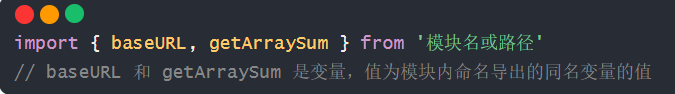 import { baseURL, getArraySum } from '模块名或路径'
// baseURL 和 getArraySum 是变量，值为模块内命名导出的同名变量的值